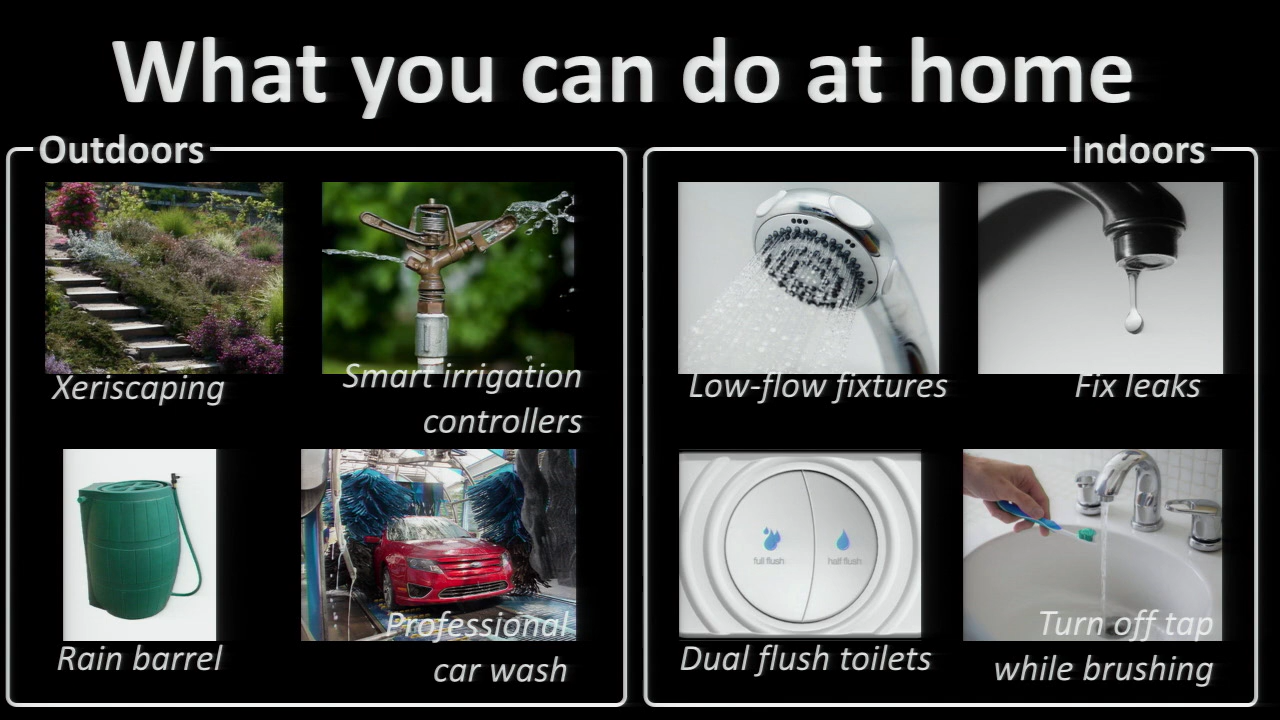 What you can do at home
Outdoors
Xeriscaping
Smart irrigation
controllers
Rain barrel
Professional
car wash
Indoors
Low-flow fixtures
Fix leaks
full flush
half flush
Dual flush toilets
Turn off tap
while brushing